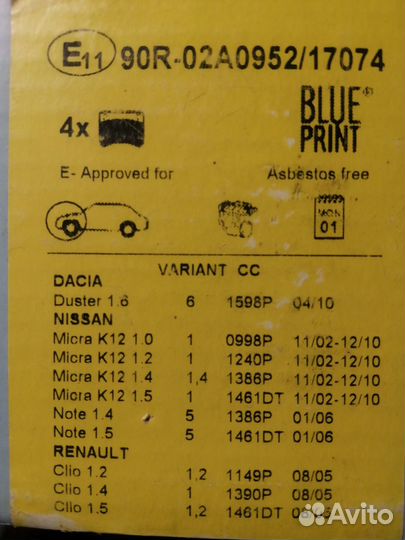 E11 90R-02A0952/17074
4x
BLUE PRINT ®
E- Approved for
Asbestos free
MON 01
VARIANT CC
DACIA
Duster 1.6 6 1598P 04/10
NISSAN
Micra K12 1.0 1 0998P 11/02-12/10
Micra K12 1.2 1 1240P 11/02-12/10
Micra K12 1.4 1,4 1386P 11/02-12/10
Micra K12 1.5 1 1461DT 11/02-12/10
Note 1.4 5 1386P 01/06
Note 1.5 5 1461DT 01/06
RENAULT
Clio 1.2 1,2 1149P 08/05
Clio 1.4 1 1390P 08/05
Clio 1.5 1,2 1461DT 08/05
Avito